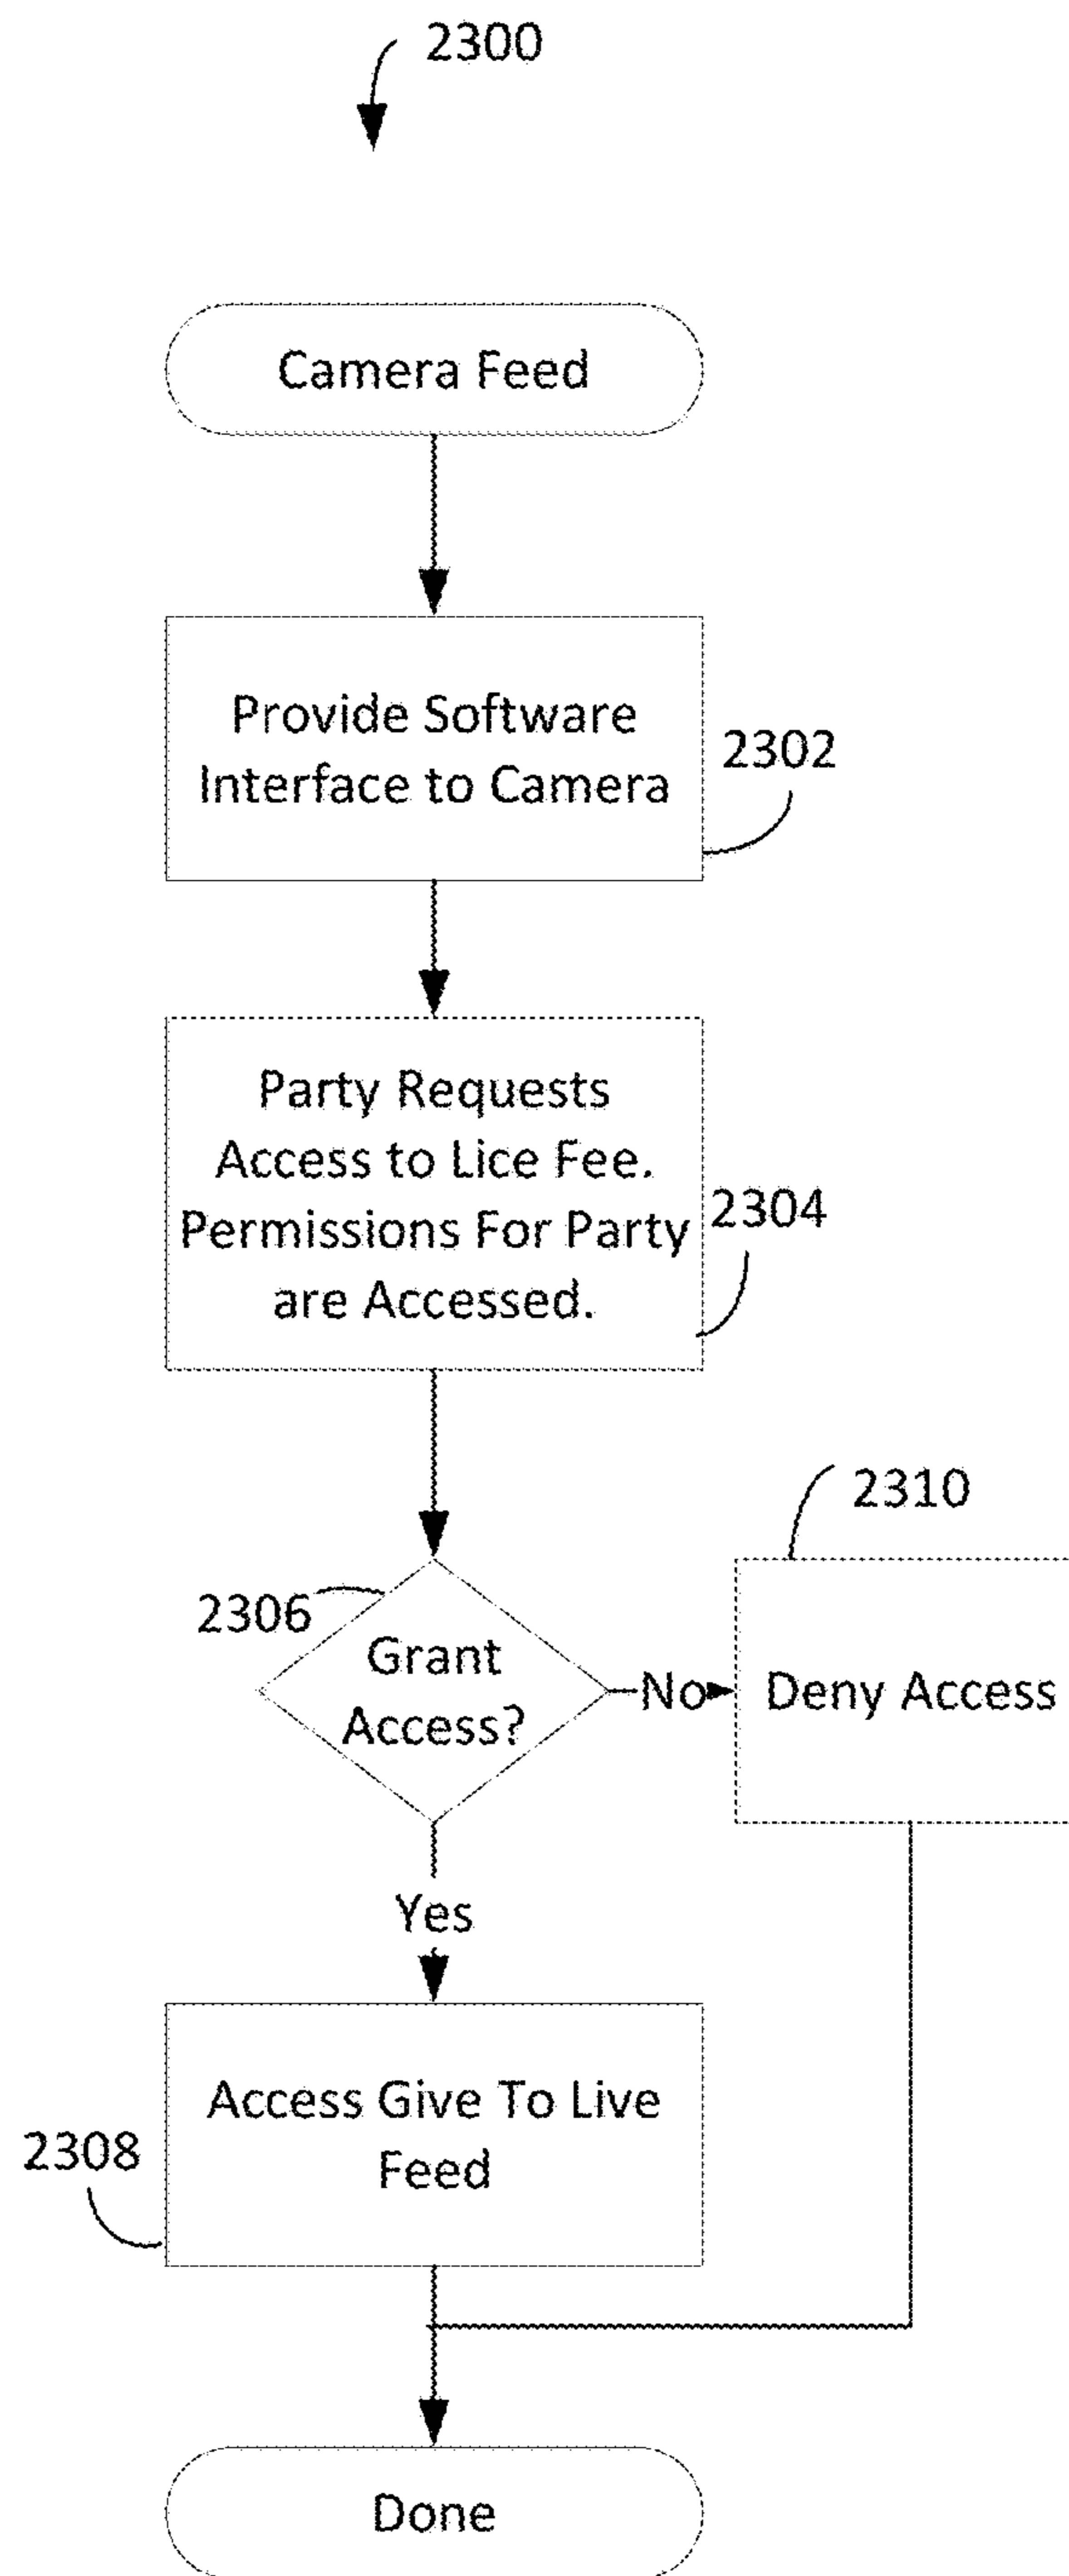 2300
Camera Feed
Provide Software
Interface to Camera
2302
Party Requests
Access to Lice Fee.
Permissions For Party
are Accessed.
2304
2306
Grant
Access?
No
2310
Deny Access
Yes
Access Give To Live
Feed
2308
Done